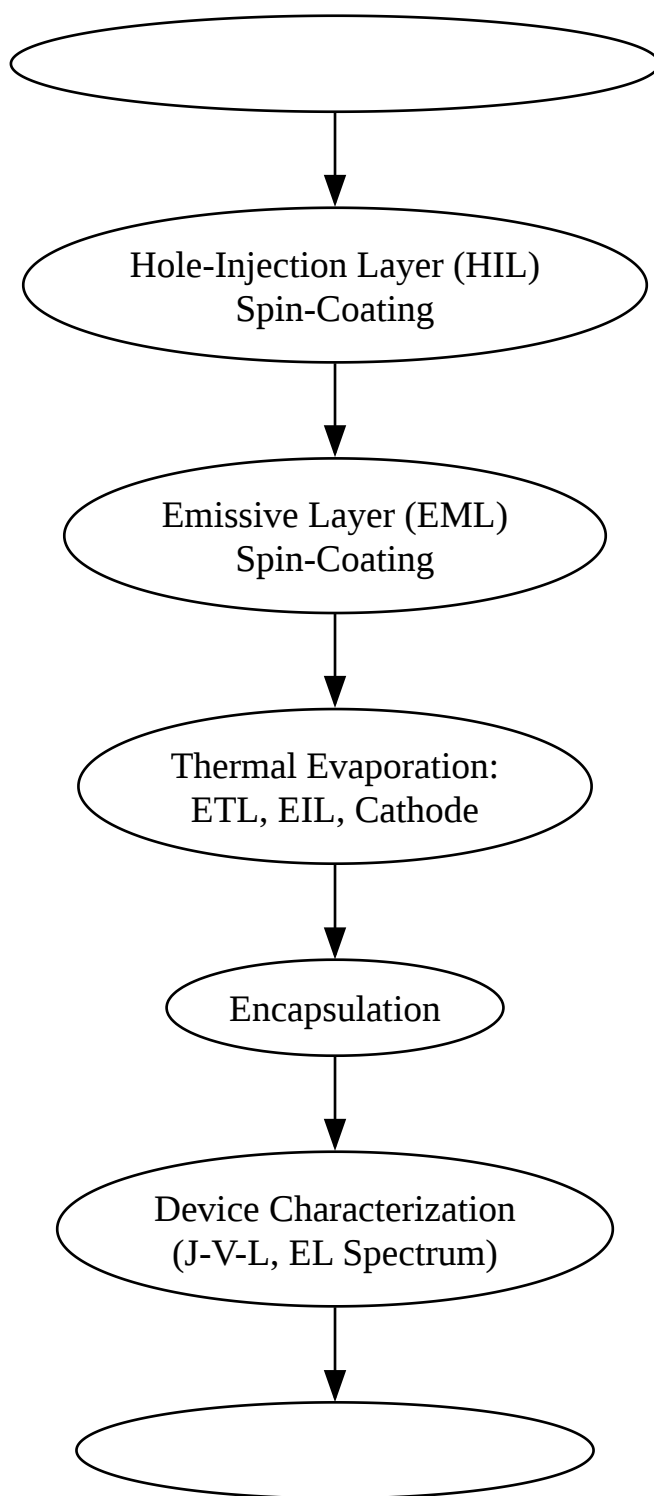 Hole-Injection Layer (HIL)
Spin-Coating
Emissive Layer (EML)
Spin-Coating
Thermal Evaporation:
ETL, EIL, Cathode
Encapsulation
Device Characterization
(J-V-L, EL Spectrum)